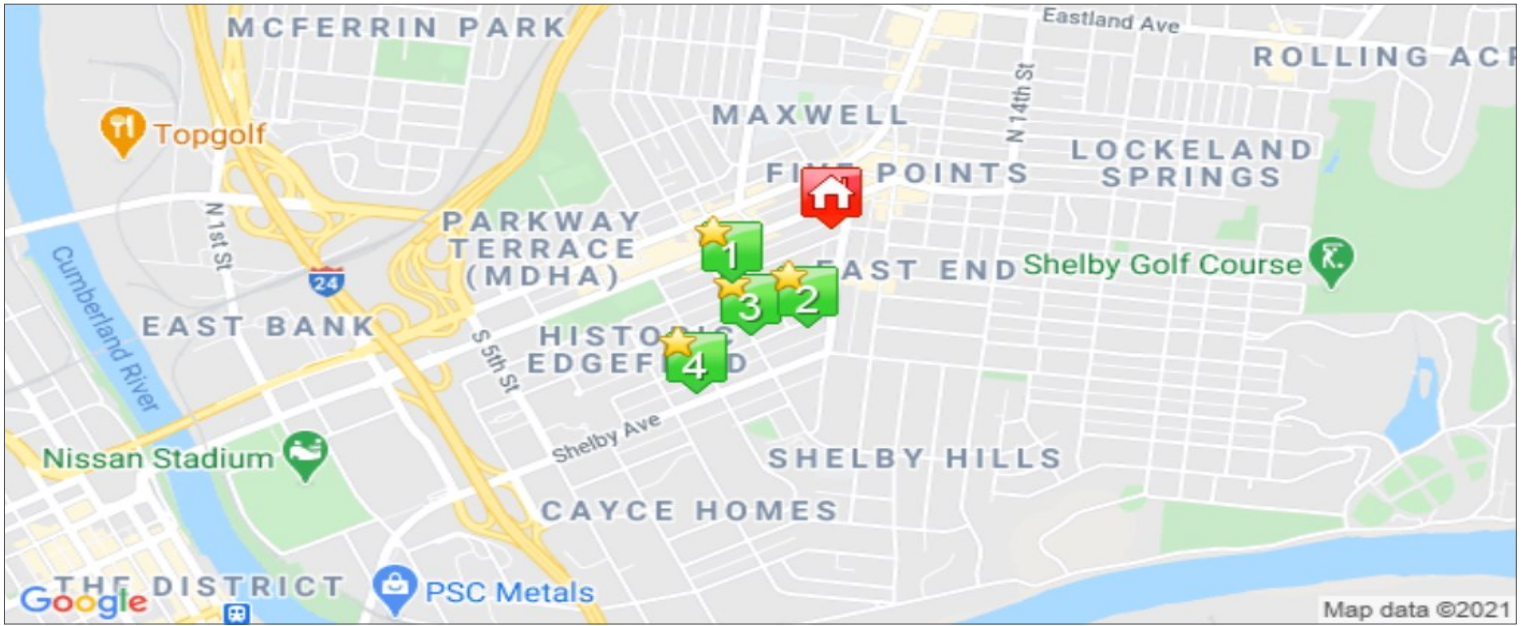 MCFERRIN PARK
Eastland Ave
ROLLING ACR
Topgolf
MAXWELL
N 14th St
LOCKELAND
SPRINGS
FIVE POINTS
PARKWAY
TERRACE
(MDHA)
N 1st St
1
EAST END
Shelby Golf Course
24
3
2
Cumberland River
EAST BANK
HISTORIC
EDGEFIELD
4
S 5th St
Shelby Ave
Nissan Stadium
SHELBY HILLS
CAYCE HOMES
THE DISTRICT
PSC Metals
Google
Map data ©2021